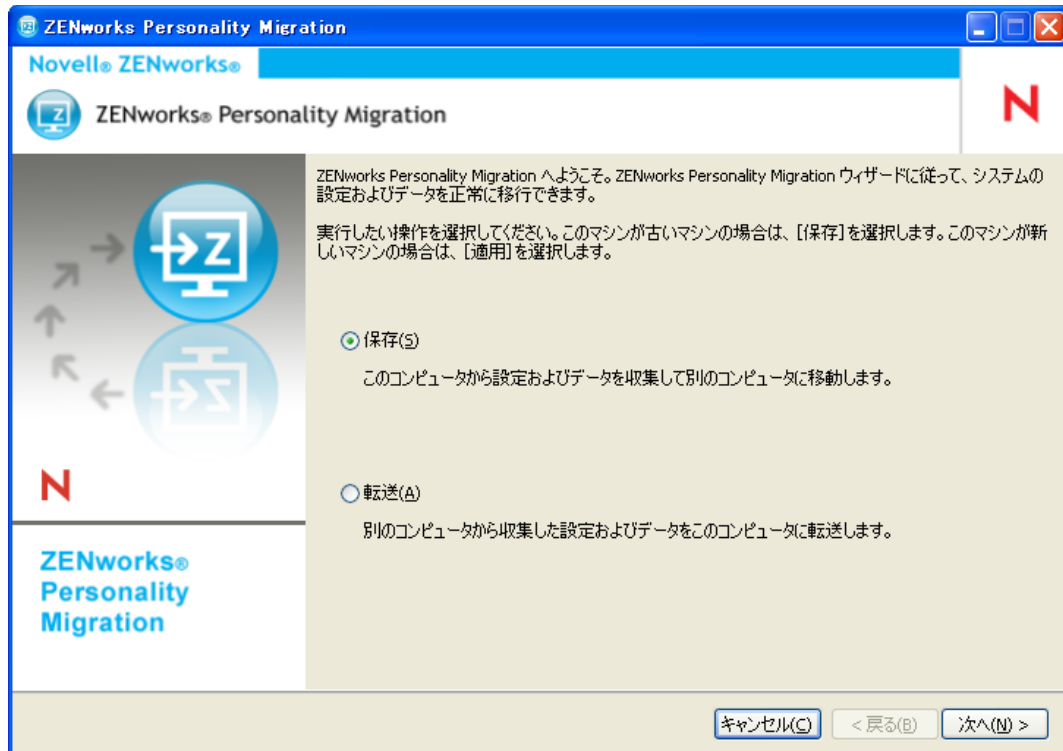 ZENworks Personality Migration
Novell® ZENworks®
ZENworks® Personality Migration
N
ZENworks Personality Migration へようこそ。ZENworks Personality Migration ウィザードに従って、システムの
設定およびデータを正常に移行できます。
実行したい操作を選択してください。このマシンが古いマシンの場合は、[保存]を選択します。このマシンが新
しいマシンの場合は、[適用]を選択します。
保存(S)
このコンピュータから設定およびデータを収集して別のコンピュータに移動します。
転送(A)
別のコンピュータから収集した設定およびデータをこのコンピュータに転送します。
Z
N
ZENworks®
Personality
Migration
キャンセル(C) < 戻る(B) 次へ(N) >